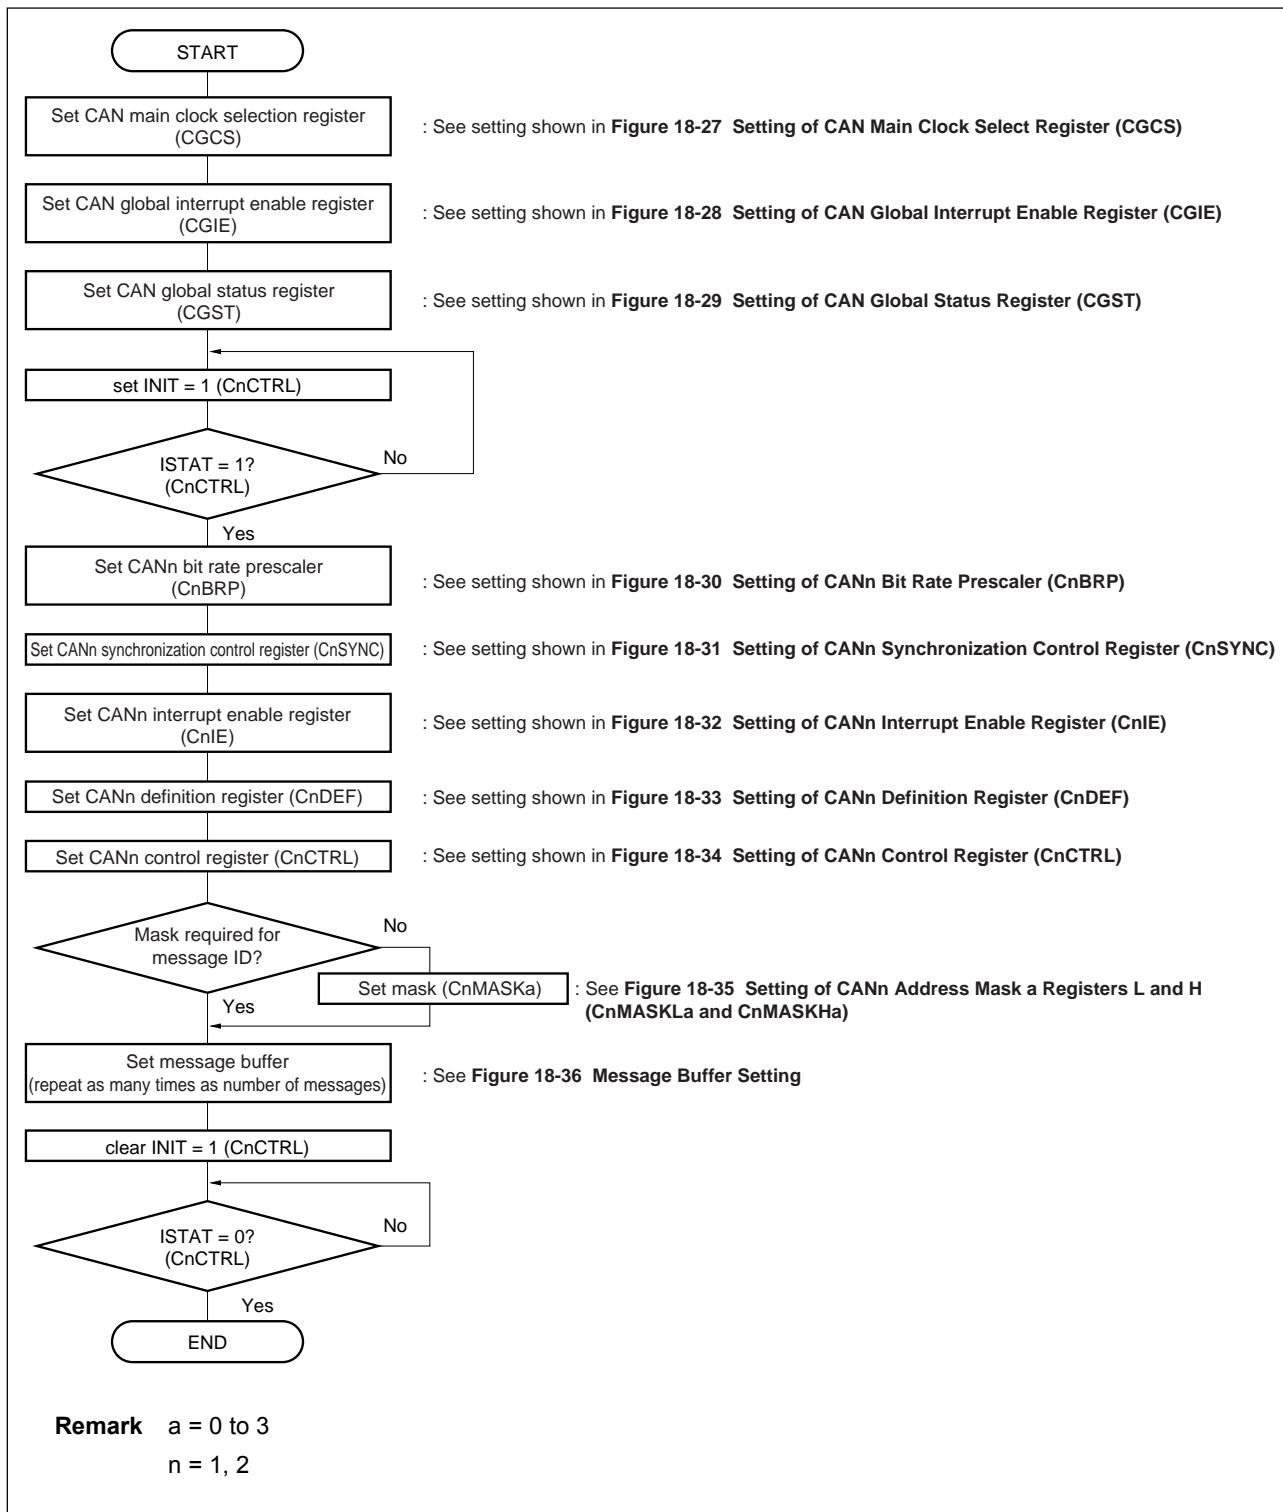 START
Set CAN main clock selection register
(CGCS)
: See setting shown in Figure 18-27 Setting of CAN Main Clock Select Register (CGCS)
Set CAN global interrupt enable register
(CGIE)
: See setting shown in Figure 18-28 Setting of CAN Global Interrupt Enable Register (CGIE)
Set CAN global status register
(CGST)
: See setting shown in Figure 18-29 Setting of CAN Global Status Register (CGST)
set INIT = 1 (CnCTRL)
ISTAT = 1?
(CnCTRL)
No
Yes
Set CANn bit rate prescaler
(CnBRP)
: See setting shown in Figure 18-30 Setting of CANn Bit Rate Prescaler (CnBRP)
Set CANn synchronization control register (CnSYNC)
: See setting shown in Figure 18-31 Setting of CANn Synchronization Control Register (CnSYNC)
Set CANn interrupt enable register
(CnIE)
: See setting shown in Figure 18-32 Setting of CANn Interrupt Enable Register (CnIE)
Set CANn definition register (CnDEF)
: See setting shown in Figure 18-33 Setting of CANn Definition Register (CnDEF)
Set CANn control register (CnCTRL)
: See setting shown in Figure 18-34 Setting of CANn Control Register (CnCTRL)
Mask required for
message ID?
No
Yes
Set mask (CnMASKa)
: See Figure 18-35 Setting of CANn Address Mask a Registers L and H
(CnMASKLa and CnMASKHa)
Set message buffer
(repeat as many times as number of messages)
: See Figure 18-36 Message Buffer Setting
clear INIT = 1 (CnCTRL)
ISTAT = 0?
(CnCTRL)
No
Yes
END
Remark a = 0 to 3
n = 1, 2